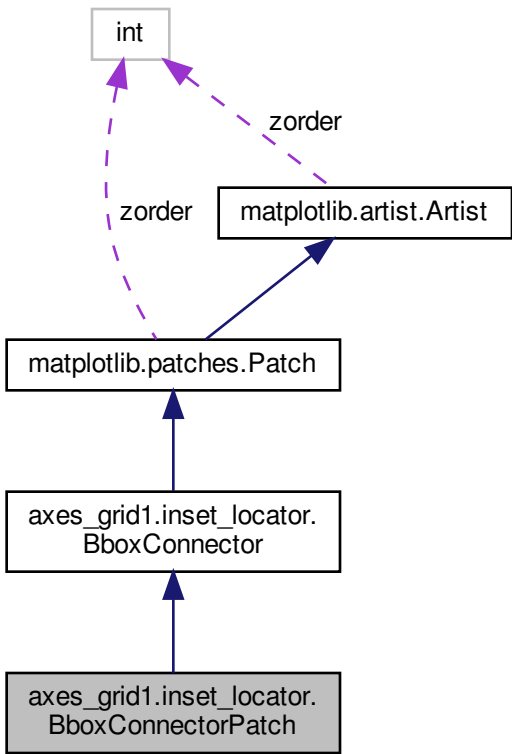 int
zorder
matplotlib.artist.Artist
zorder
matplotlib.patches.Patch
axes_grid1.inset_locator.
BboxConnector
axes_grid1.inset_locator.
BboxConnectorPatch